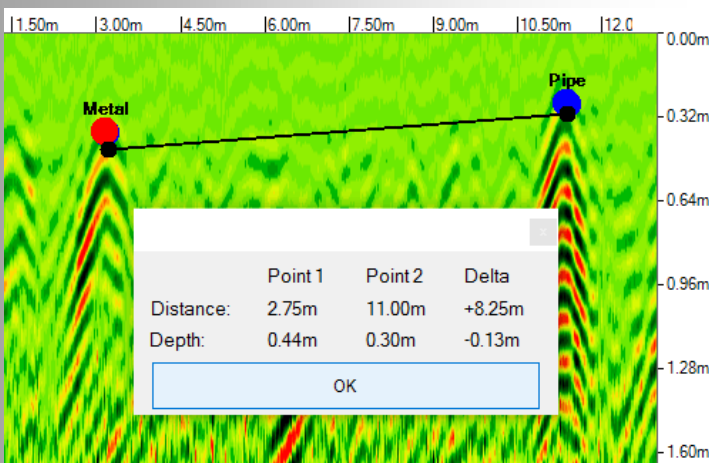 1.50m 3.00m 4.50m 6.00m 7.50m 9.00m 10.50m 12.0
0.00m
Pipe
Metal
0.32m
0.64m
x
Point 1 Point 2 Delta
0.96m
Distance: 2.75m 11.00m +8.25m
Depth: 0.44m 0.30m -0.13m
1.28m
OK
1.60m